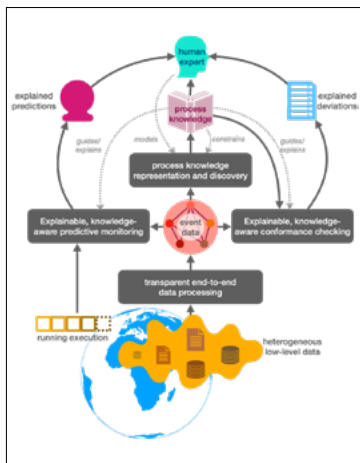 human
expert
explained
predictions
explained
deviations
process
knowledge
guides/
explains
models
constrains
guides/
explains
process knowledge
representation and discovery
Explainable, knowledge-
aware predictive monitoring
event
data
Explainable, knowledge-
aware conformance checking
transparent end-to-end
data processing
running execution
heterogeneous
low-level data